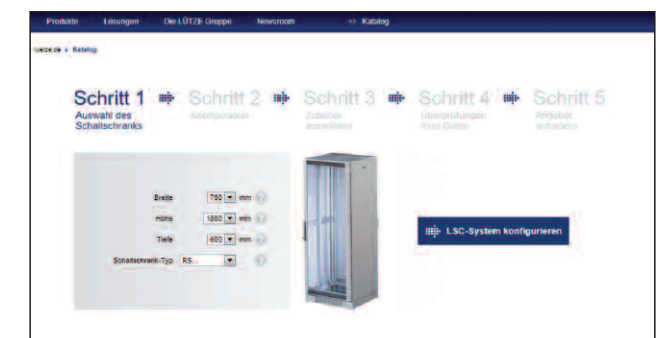 Produkte Lösungen Die LÜTZE Gruppe Newsroom Katalog
luetze.de » Katalog
Schritt 1 Schritt 2 Schritt 3 Schritt 4 Schritt 5
Auswahl des Schaltschranks Konfiguration Zubehör auswählen Überprüfungen Ihrer Daten Angebot anfordern
Breite 750 mm ?
Höhe 1800 mm ?
Tiefe 600 mm ?
Schaltschrank-Typ RS... ?
LSC-System konfigurieren